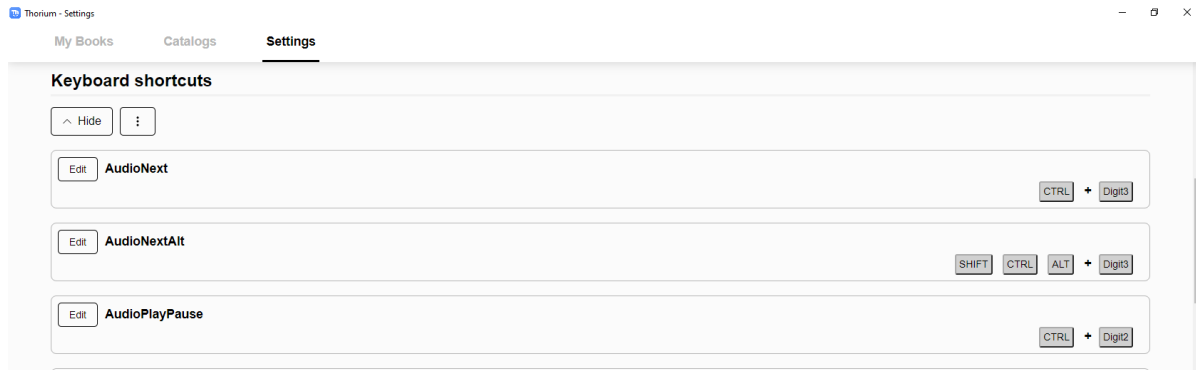 Thorium - Settings
My Books Catalogs Settings
Keyboard shortcuts
Hide
Edit AudioNext
CTRL + Digit3
Edit AudioNextAlt
SHIFT CTRL ALT + Digit3
Edit AudioPlayPause
CTRL + Digit2